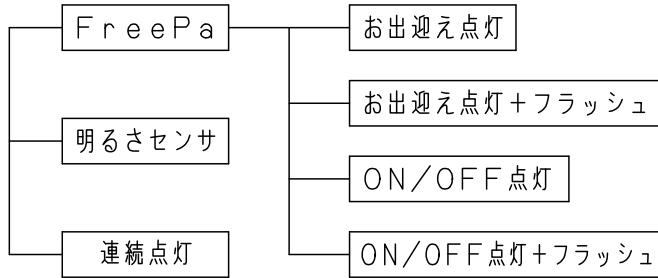 ＦｒｅｅＰａ
お出迎え点灯
お出迎え点灯＋フラッシュ
明るさセンサ
ＯＮ／ＯＦＦ点灯
連続点灯
ＯＮ／ＯＦＦ点灯＋フラッシュ